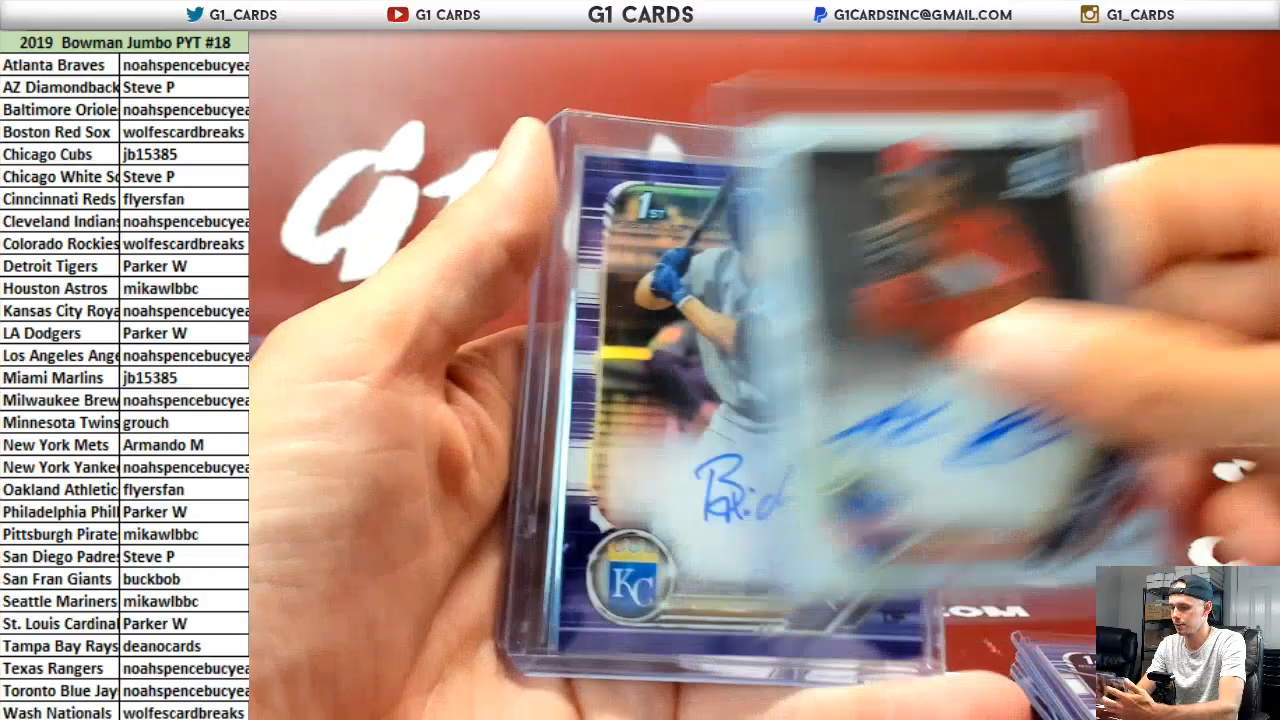 G1_CARDS G1 CARDS G1 CARDS G1CARDSINC@GMAIL.COM G1_CARDS
2019 Bowman Jumbo PYT #18
Atlanta Braves noahspencebucyea
AZ Diamondback Steve P
Baltimore Oriole noahspencebucyea
Boston Red Sox wolfescardbreaks
Chicago Cubs jb15385
Chicago White So Steve P
Cinncinnati Reds flyersfan
Cleveland Indian noahspencebucyea
Colorado Rockies wolfescardbreaks
Detroit Tigers Parker W
Houston Astros mikawlbbc
Kansas City Roya noahspencebucyea
LA Dodgers Parker W
Los Angeles Ange noahspencebucyea
Miami Marlins jb15385
Milwaukee Brew noahspencebucyea
Minnesota Twins grouch
New York Mets Armando M
New York Yanke noahspencebucyea
Oakland Athletic flyersfan
Philadelphia Phil Parker W
Pittsburgh Pirate mikawlbbc
San Diego Padres Steve P
San Fran Giants buckbob
Seattle Mariners mikawlbbc
St. Louis Cardinal Parker W
Tampa Bay Rays deanocards
Texas Rangers noahspencebucyea
Toronto Blue Jay noahspencebucyea
Wash Nationals wolfescardbreaks
1ST
KC
.COM